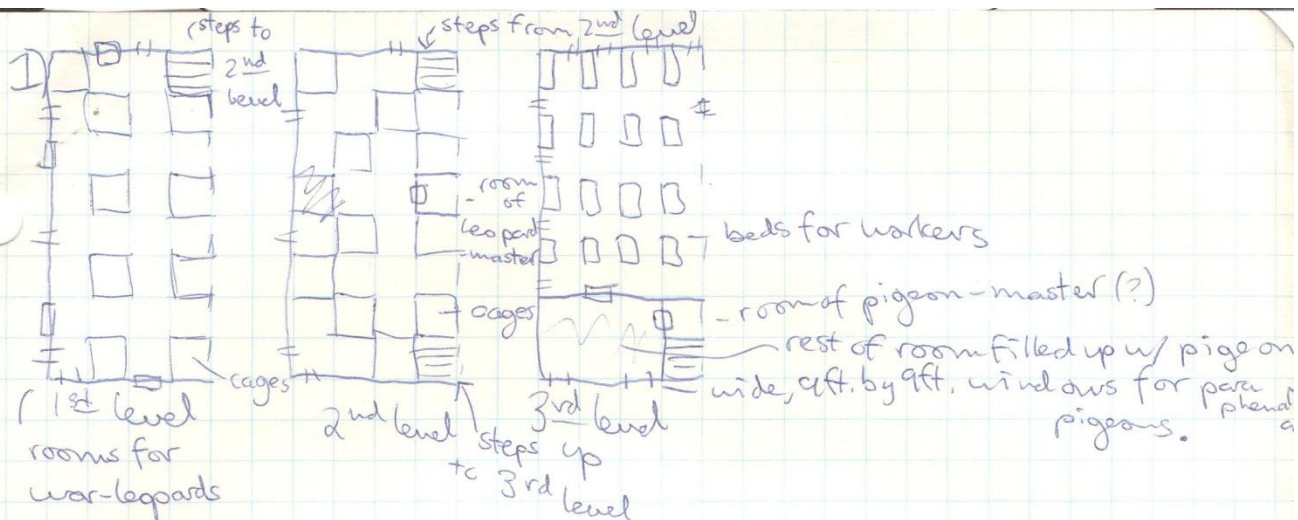 1
steps to
2nd
level
steps from 2nd level
room
of
leopard
-master
cages
beds for workers
room of pigeon-master (?)
rest of room filled up w/ pigeon
wide, 9ft. by 9ft. windows for para
pigeons.
cages
1st level
rooms for
war-leopards
2nd level
steps up
to 3rd
level
3rd level